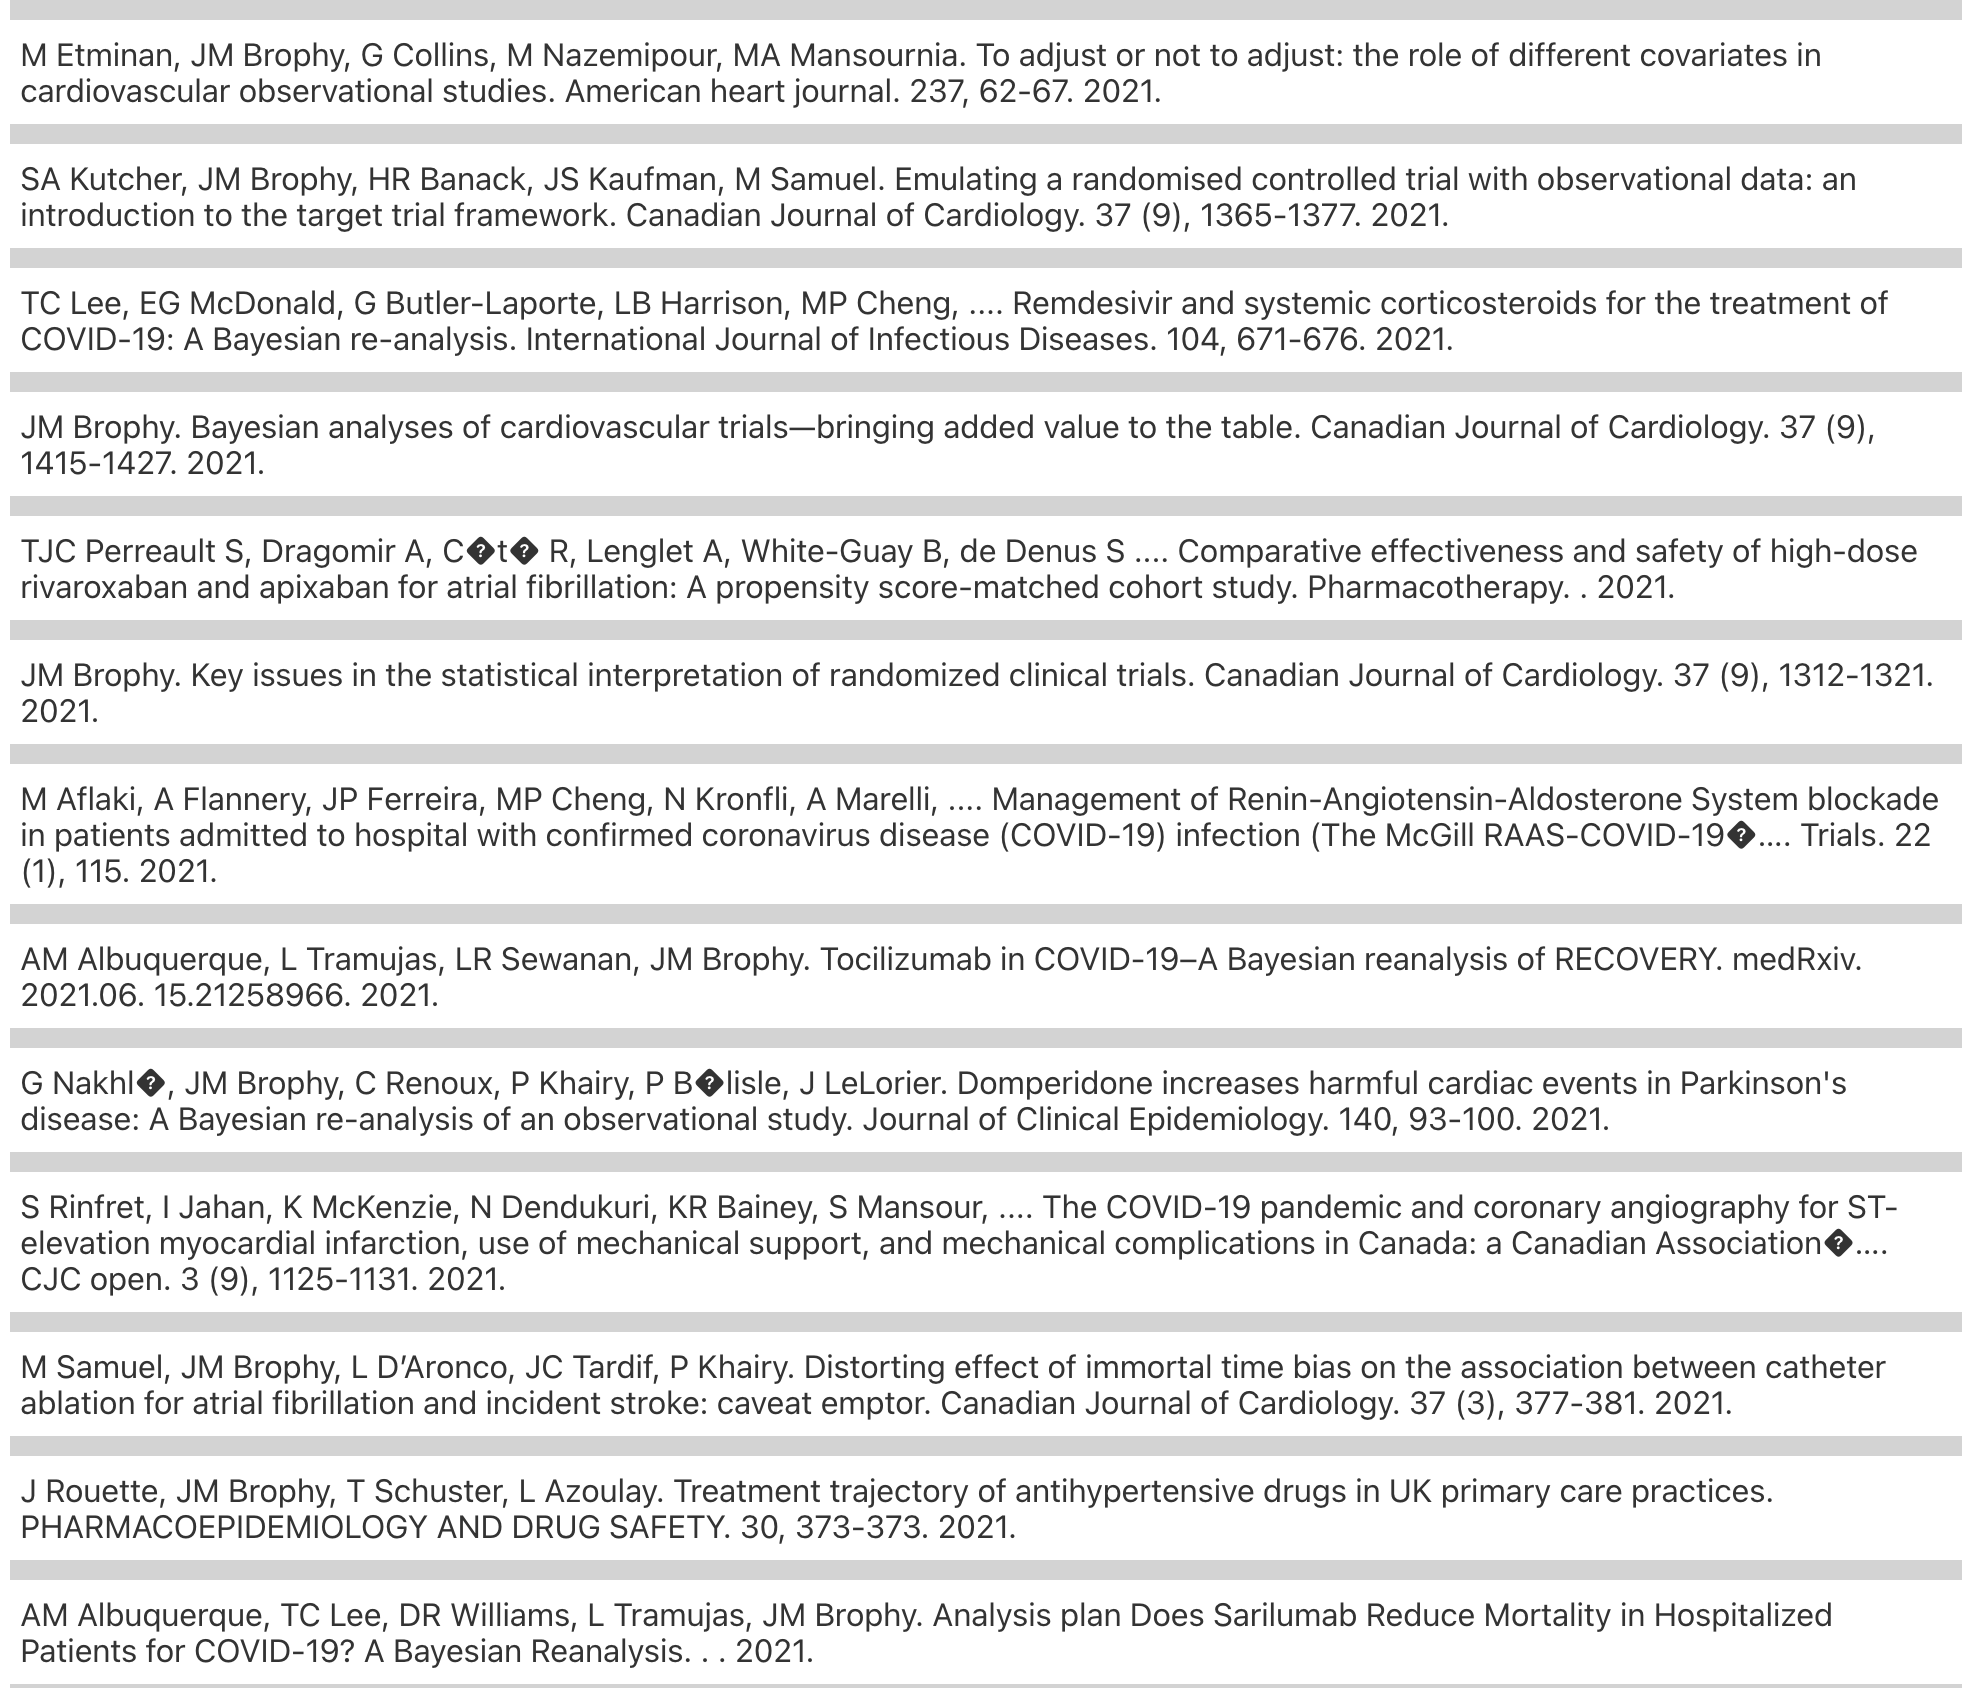 M Etminan, JM Brophy, G Collins, M Nazemipour, MA Mansournia. To adjust or not to adjust: the role of different covariates in
cardiovascular observational studies. American heart journal. 237, 62-67. 2021.
SA Kutcher, JM Brophy, HR Banack, JS Kaufman, M Samuel. Emulating a randomised controlled trial with observational data: an
introduction to the target trial framework. Canadian Journal of Cardiology. 37 (9), 1365-1377. 2021.
TC Lee, EG McDonald, G Butler-Laporte, LB Harrison, MP Cheng, .... Remdesivir and systemic corticosteroids for the treatment of
COVID-19: A Bayesian re-analysis. International Journal of Infectious Diseases. 104, 671-676. 2021.
JM Brophy. Bayesian analyses of cardiovascular trials—bringing added value to the table. Canadian Journal of Cardiology. 37 (9),
1415-1427. 2021.
TJC Perreault S, Dragomir A, C�t� R, Lenglet A, White-Guay B, de Denus S .... Comparative effectiveness and safety of high-dose
rivaroxaban and apixaban for atrial fibrillation: A propensity score-matched cohort study. Pharmacotherapy. . 2021.
JM Brophy. Key issues in the statistical interpretation of randomized clinical trials. Canadian Journal of Cardiology. 37 (9), 1312-1321.
2021.
M Aflaki, A Flannery, JP Ferreira, MP Cheng, N Kronfli, A Marelli, .... Management of Renin-Angiotensin-Aldosterone System blockade
in patients admitted to hospital with confirmed coronavirus disease (COVID-19) infection (The McGill RAAS-COVID-19�.... Trials. 22
(1), 115. 2021.
AM Albuquerque, L Tramujas, LR Sewanan, JM Brophy. Tocilizumab in COVID-19–A Bayesian reanalysis of RECOVERY. medRxiv.
2021.06. 15.21258966. 2021.
G Nakhl�, JM Brophy, C Renoux, P Khairy, P B�lisle, J LeLorier. Domperidone increases harmful cardiac events in Parkinson's
disease: A Bayesian re-analysis of an observational study. Journal of Clinical Epidemiology. 140, 93-100. 2021.
S Rinfret, I Jahan, K McKenzie, N Dendukuri, KR Bainey, S Mansour, .... The COVID-19 pandemic and coronary angiography for ST-
elevation myocardial infarction, use of mechanical support, and mechanical complications in Canada: a Canadian Association�....
CJC open. 3 (9), 1125-1131. 2021.
M Samuel, JM Brophy, L D’Aronco, JC Tardif, P Khairy. Distorting effect of immortal time bias on the association between catheter
ablation for atrial fibrillation and incident stroke: caveat emptor. Canadian Journal of Cardiology. 37 (3), 377-381. 2021.
J Rouette, JM Brophy, T Schuster, L Azoulay. Treatment trajectory of antihypertensive drugs in UK primary care practices.
PHARMACOEPIDEMIOLOGY AND DRUG SAFETY. 30, 373-373. 2021.
AM Albuquerque, TC Lee, DR Williams, L Tramujas, JM Brophy. Analysis plan Does Sarilumab Reduce Mortality in Hospitalized
Patients for COVID-19? A Bayesian Reanalysis. . . 2021.